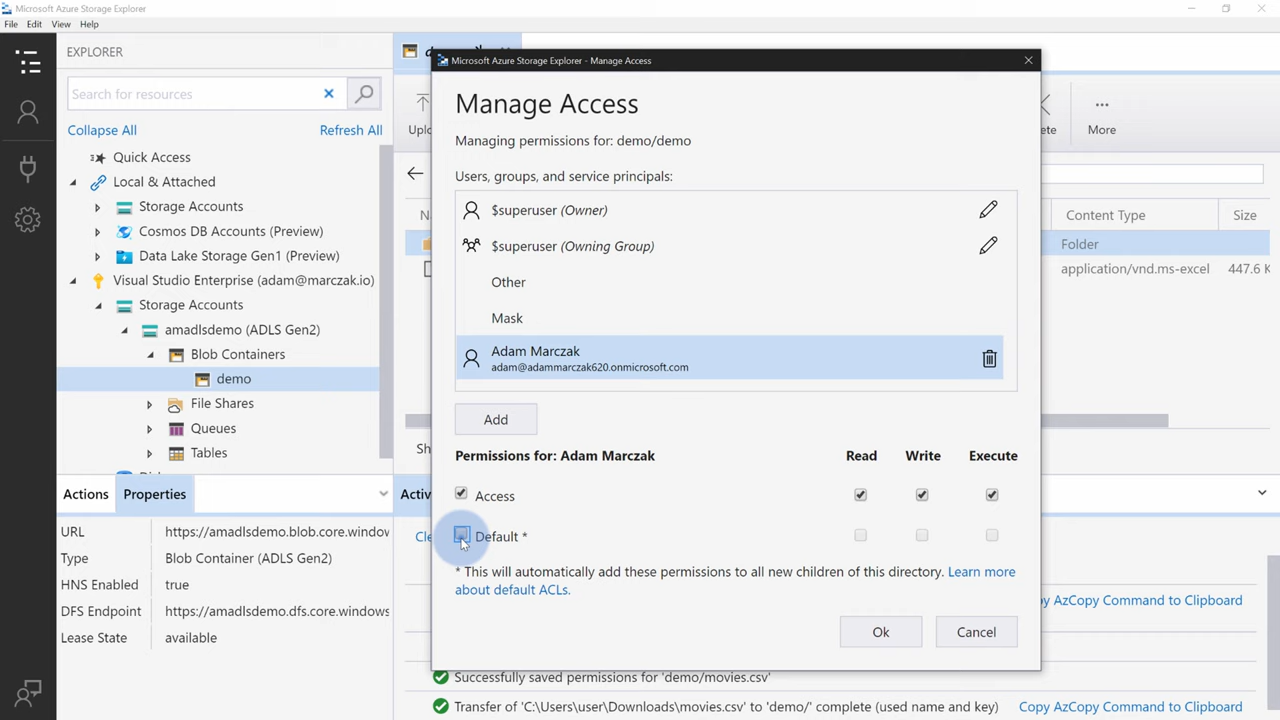 Microsoft Azure Storage Explorer
File Edit View Help
EXPLORER
Search for resources
Collapse All Refresh All
Quick Access
Local & Attached
Storage Accounts
Cosmos DB Accounts (Preview)
Data Lake Storage Gen1 (Preview)
Visual Studio Enterprise (adam@marczak.io)
Storage Accounts
amadlsdemo (ADLS Gen2)
Blob Containers
demo
File Shares
Queues
Tables
Actions Properties
URL https://amadlsdemo.blob.core.window
Type Blob Container (ADLS Gen2)
HNS Enabled true
DFS Endpoint https://amadlsdemo.dfs.core.windows
Lease State available
Microsoft Azure Storage Explorer - Manage Access
Manage Access
Managing permissions for: demo/demo
Users, groups, and service principals:
$superuser (Owner)
$superuser (Owning Group)
Other
Mask
Adam Marczak
adam@adammarczak620.onmicrosoft.com
Add
Permissions for: Adam Marczak Read Write Execute
Access
Default *
* This will automatically add these permissions to all new children of this directory. Learn more
about default ACLs.
Ok Cancel
More
Content Type Size
Folder
application/vnd.ms-excel 447.6 K
y AzCopy Command to Clipboard
Successfully saved permissions for 'demo/movies.csv'
Transfer of 'C:\Users\user\Downloads\movies.csv' to 'demo/' complete (used name and key) Copy AzCopy Command to Clipboard